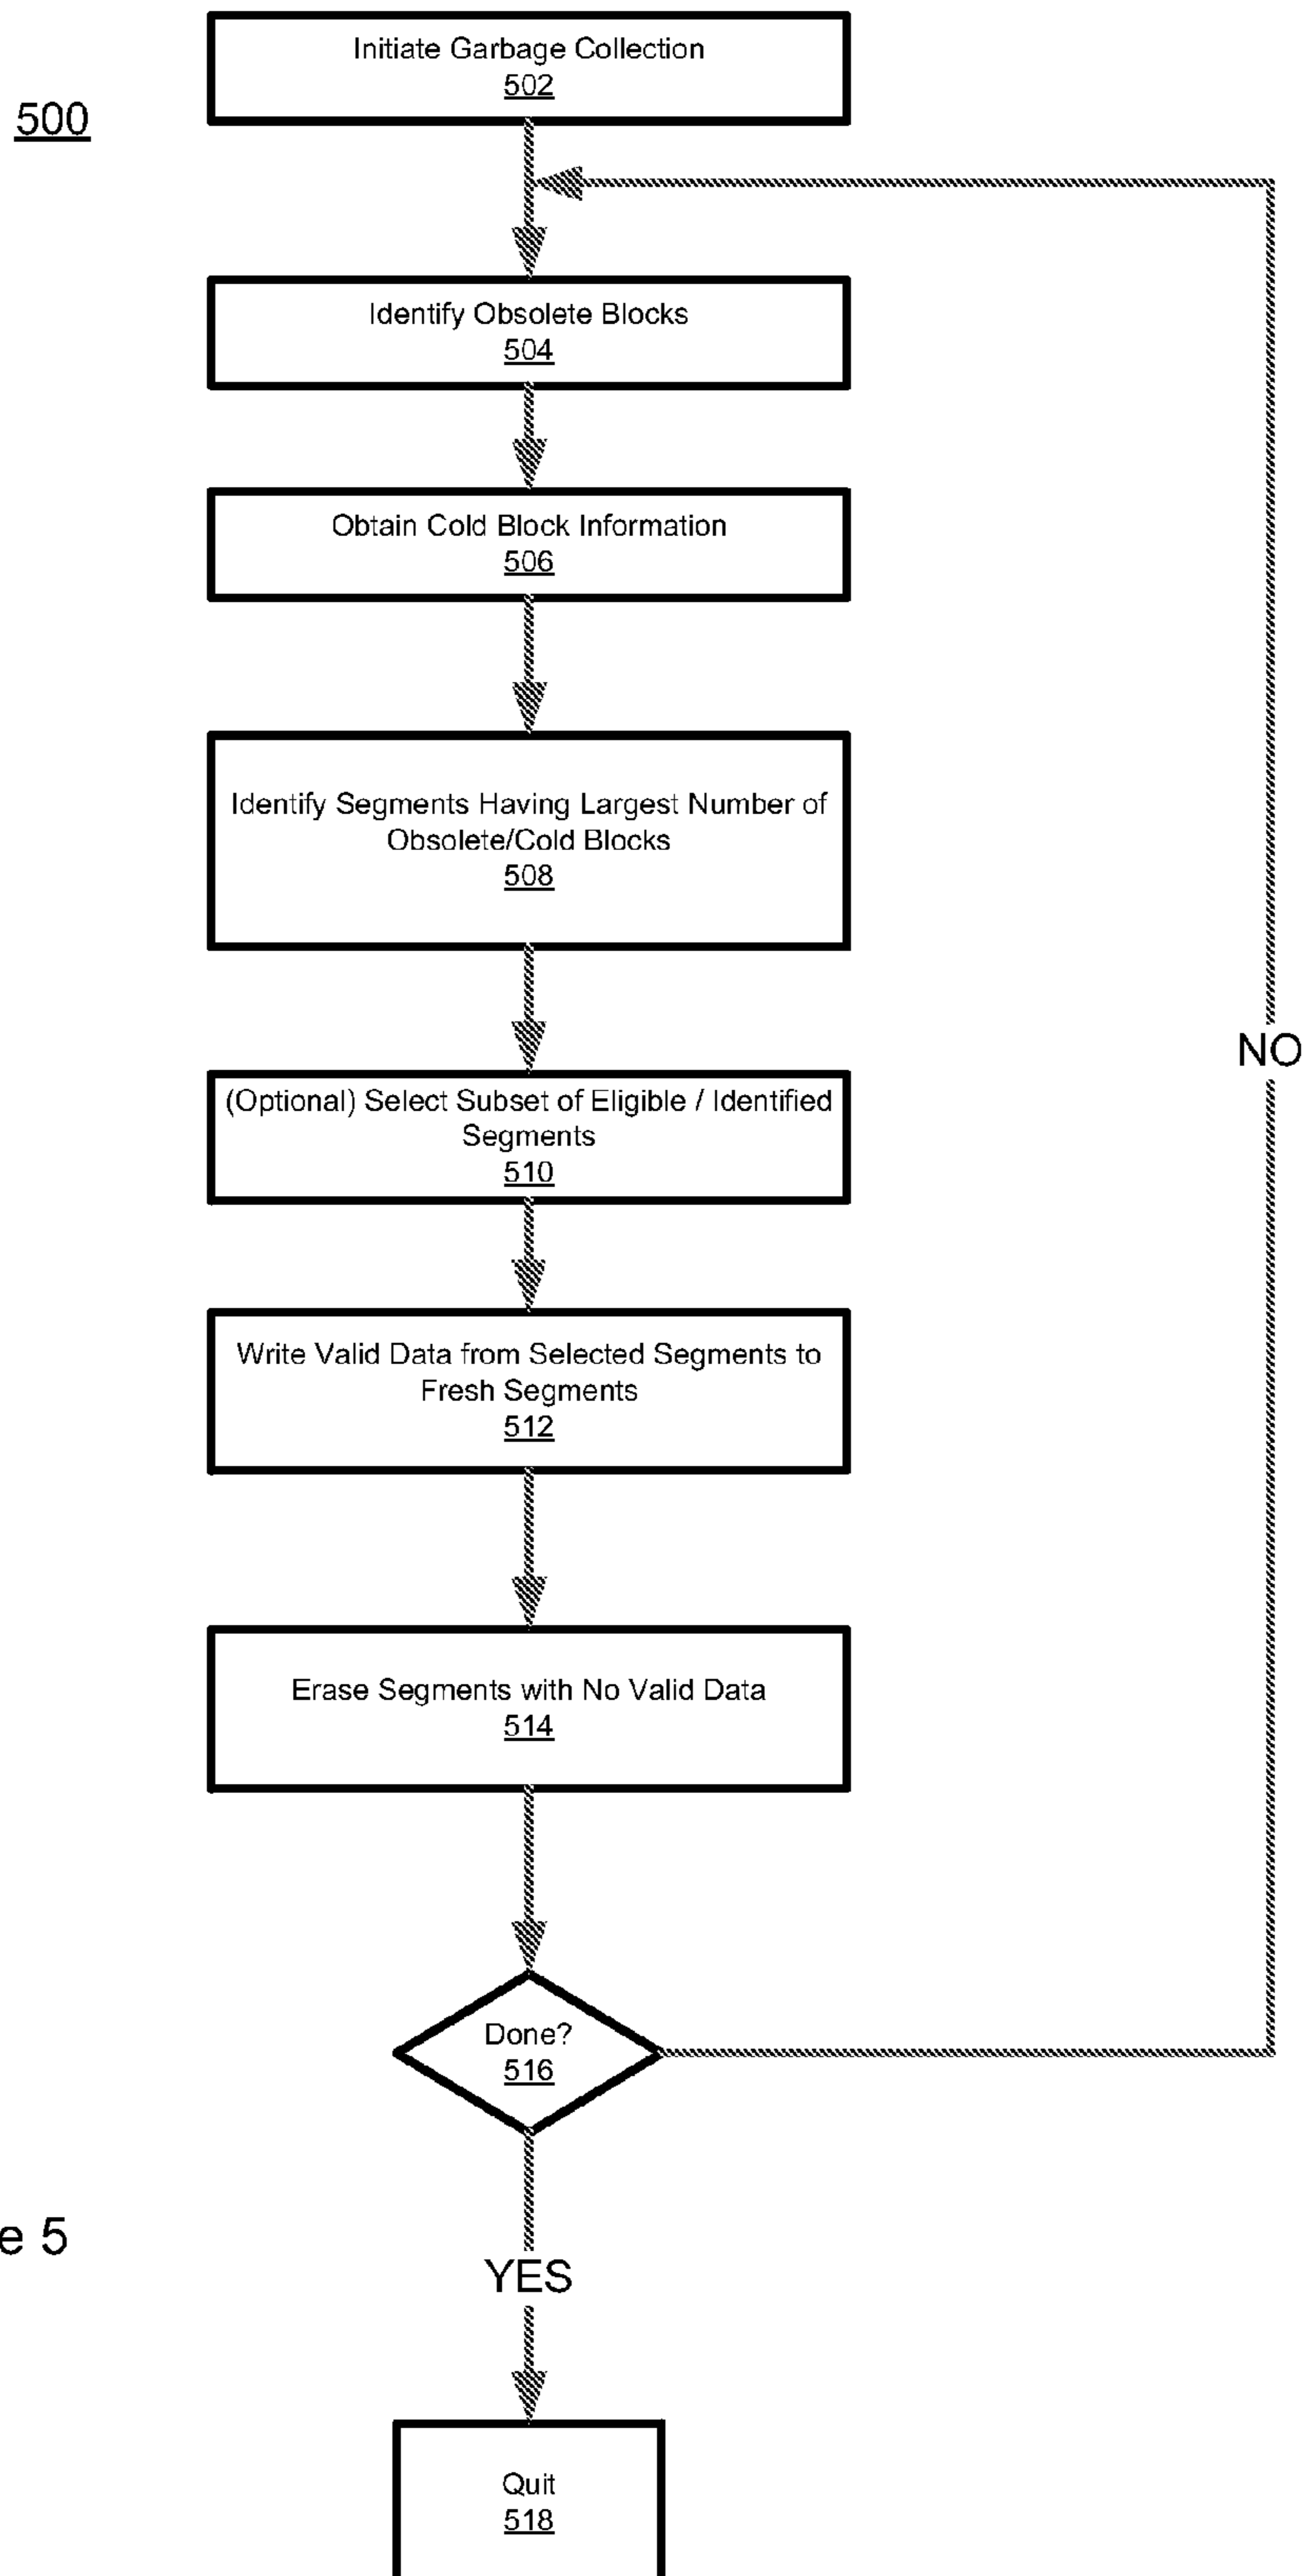 Initiate Garbage Collection
502
500
Identify Obsolete Blocks
504
Obtain Cold Block Information
506
Identify Segments Having Largest Number of
Obsolete/Cold Blocks
508
NO
(Optional) Select Subset of Eligible / Identified
Segments
510
Write Valid Data from Selected Segments to
Fresh Segments
512
Erase Segments with No Valid Data
514
Done?
516
e 5
YES
Quit
518